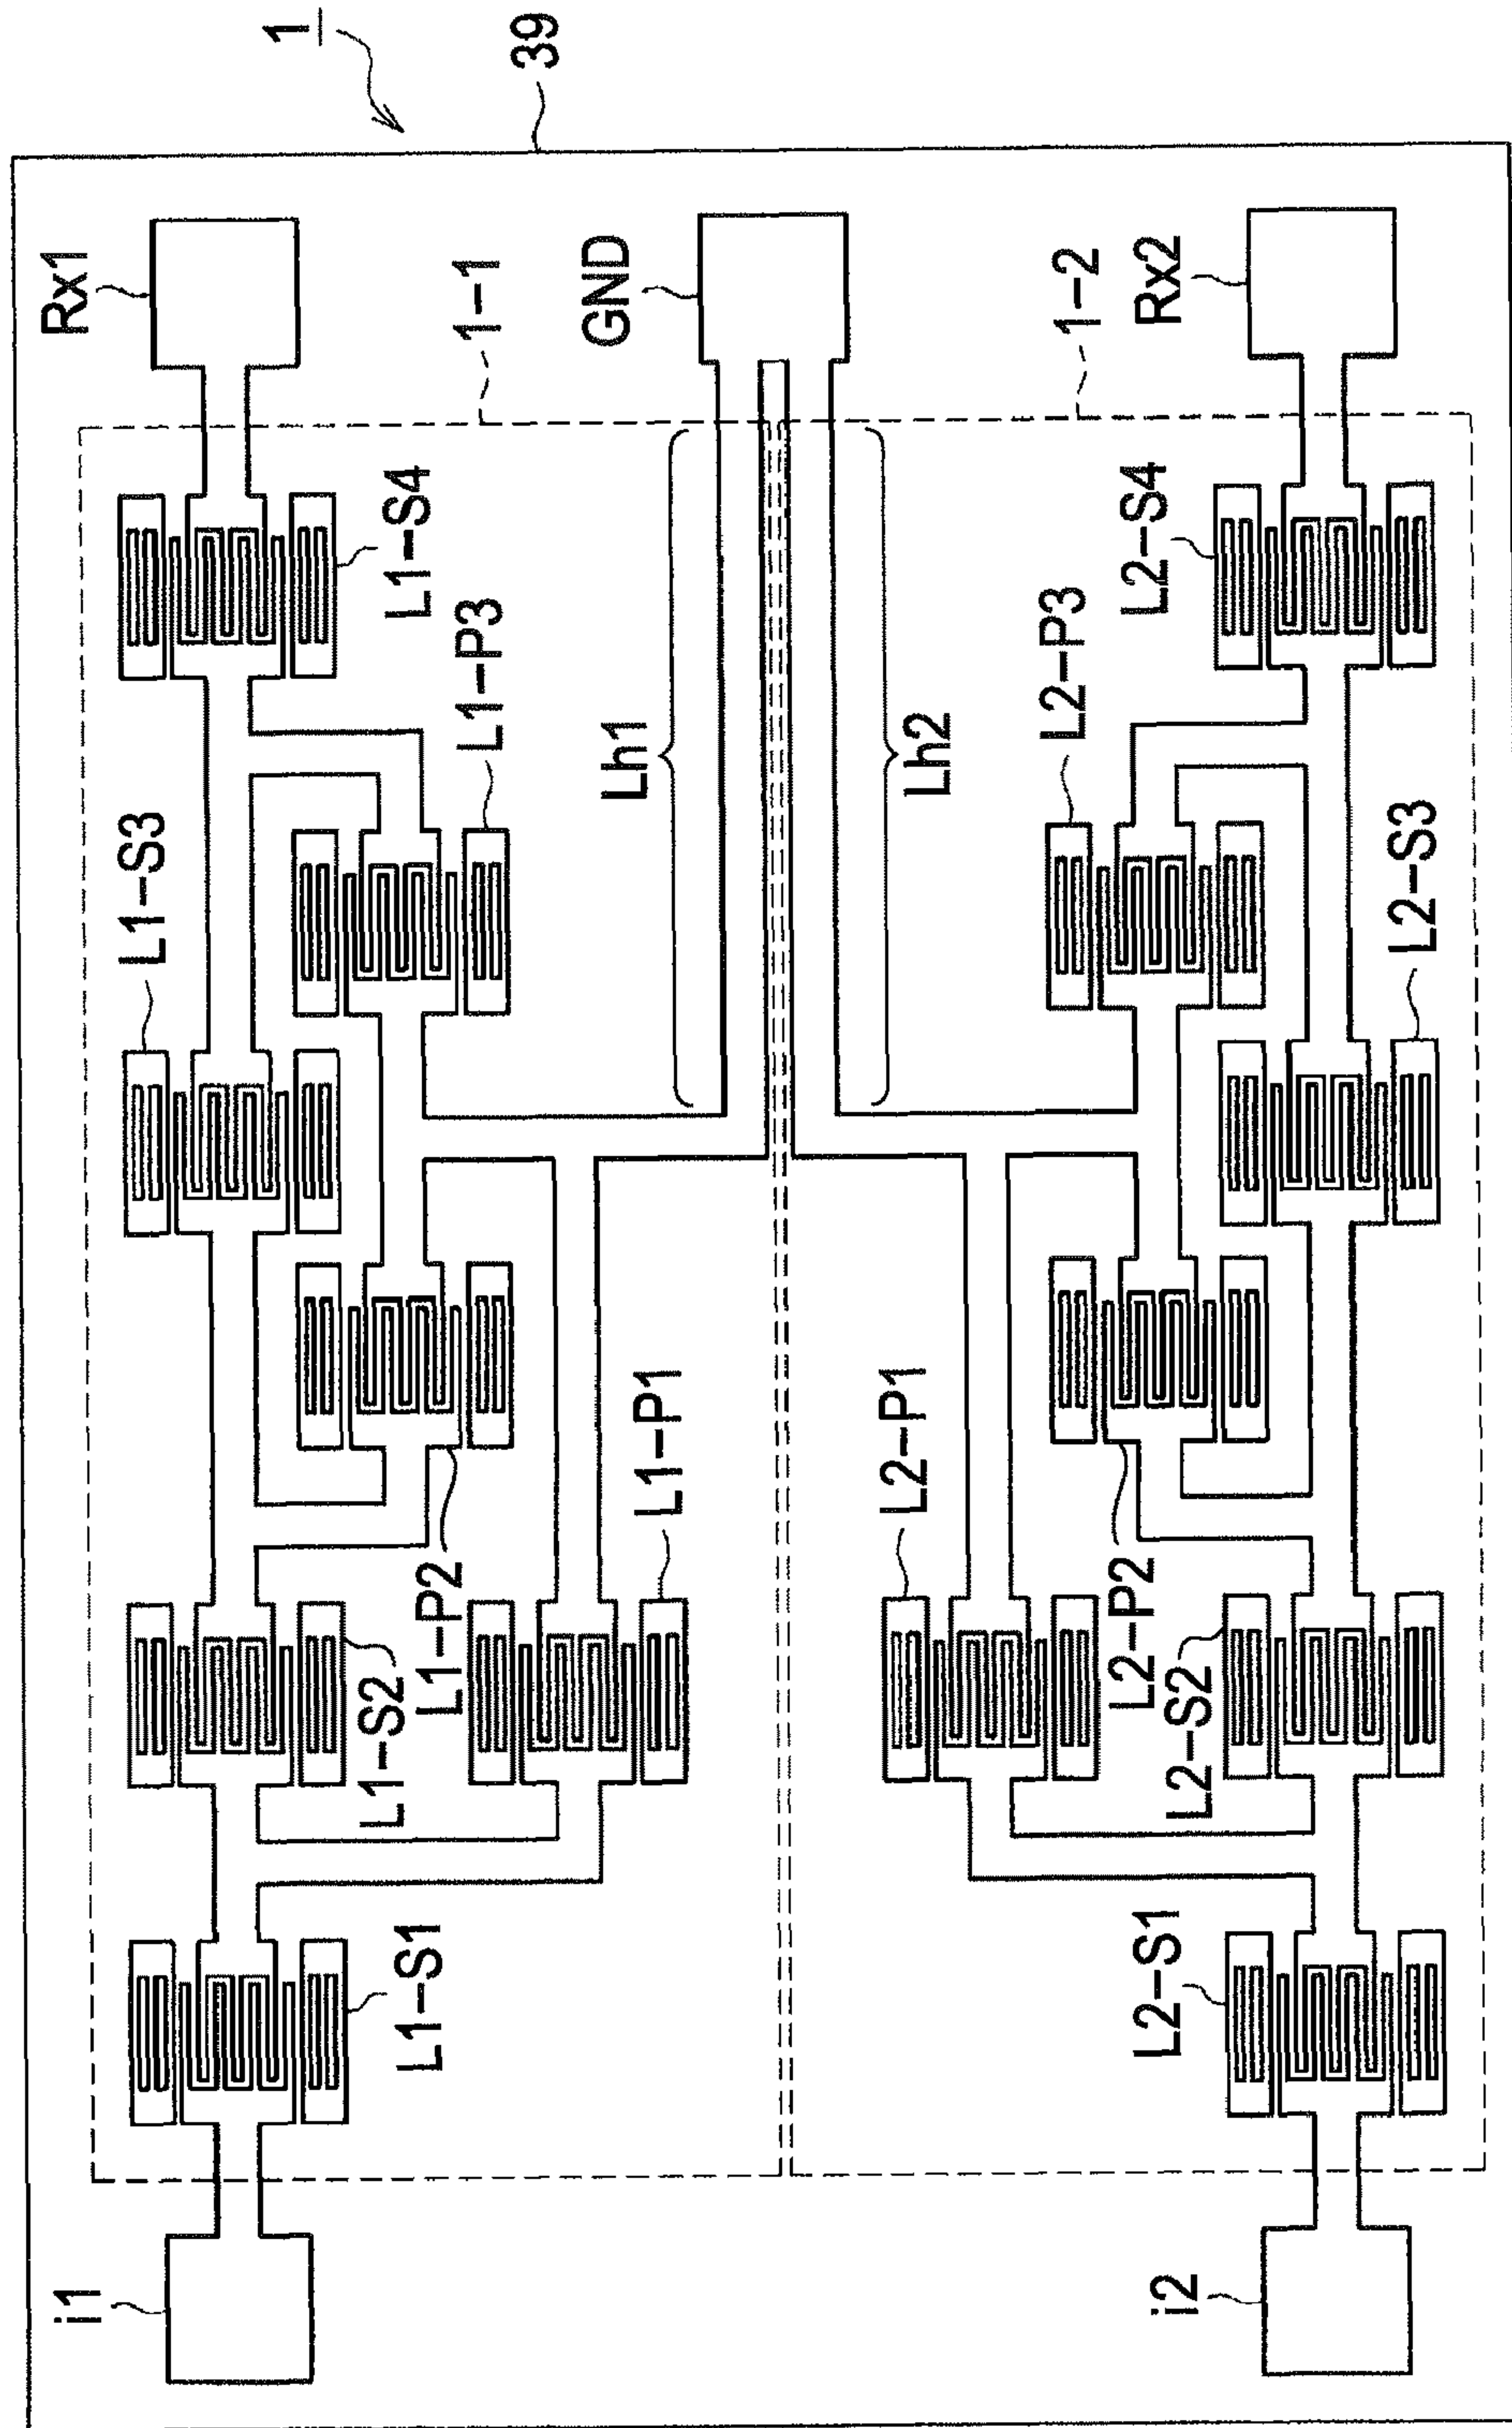 1
39
Rx1
GND
Rx2
1-1
1-2
L1-S4
L2-S4
L1-P3
L2-P3
Lh1
Lh2
L1-S3
L2-S3
L1-P1
L2-P1
L1-P2
L2-P2
L1-S2
L2-S2
L1-S1
L2-S1
i1
i2